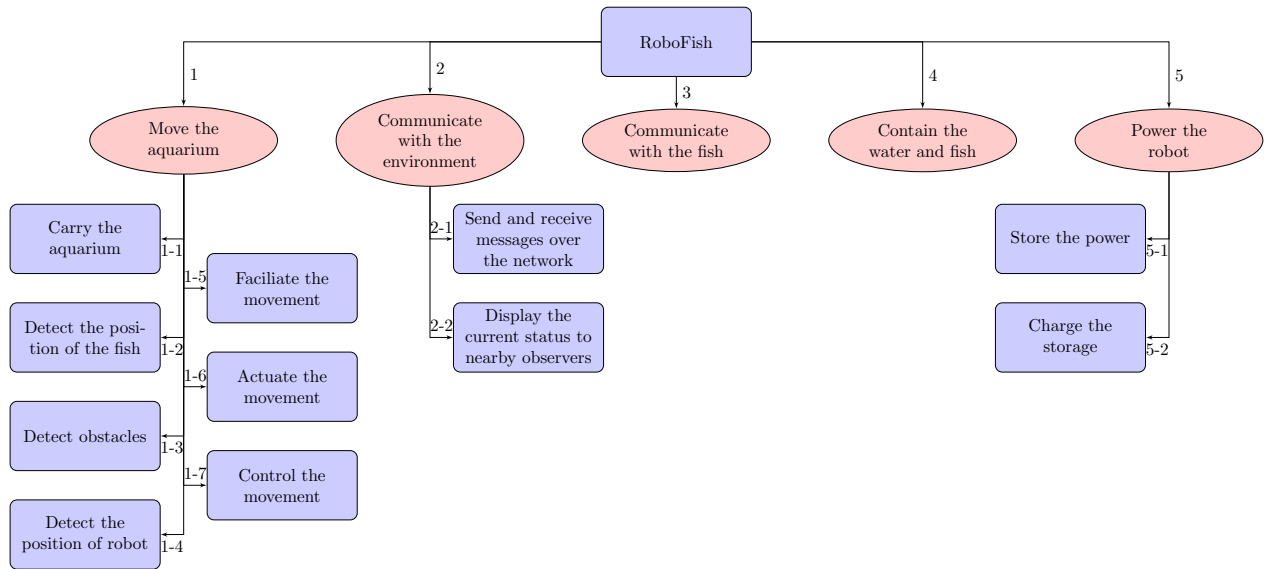 RoboFish
1
2
3
4
5
Move the
aquarium
Communicate
with the
environment
Communicate
with the fish
Contain the
water and fish
Power the
robot
Carry the
aquarium
1-1
1-5
Faciliate the
movement
Detect the posi-
tion of the fish
1-2
1-6
Actuate the
movement
Detect obstacles
1-3
1-7
Control the
movement
Detect the
position of robot
1-4
2-1
Send and receive
messages over
the network
2-2
Display the
current status to
nearby observers
Store the power
5-1
Charge the
storage
5-2